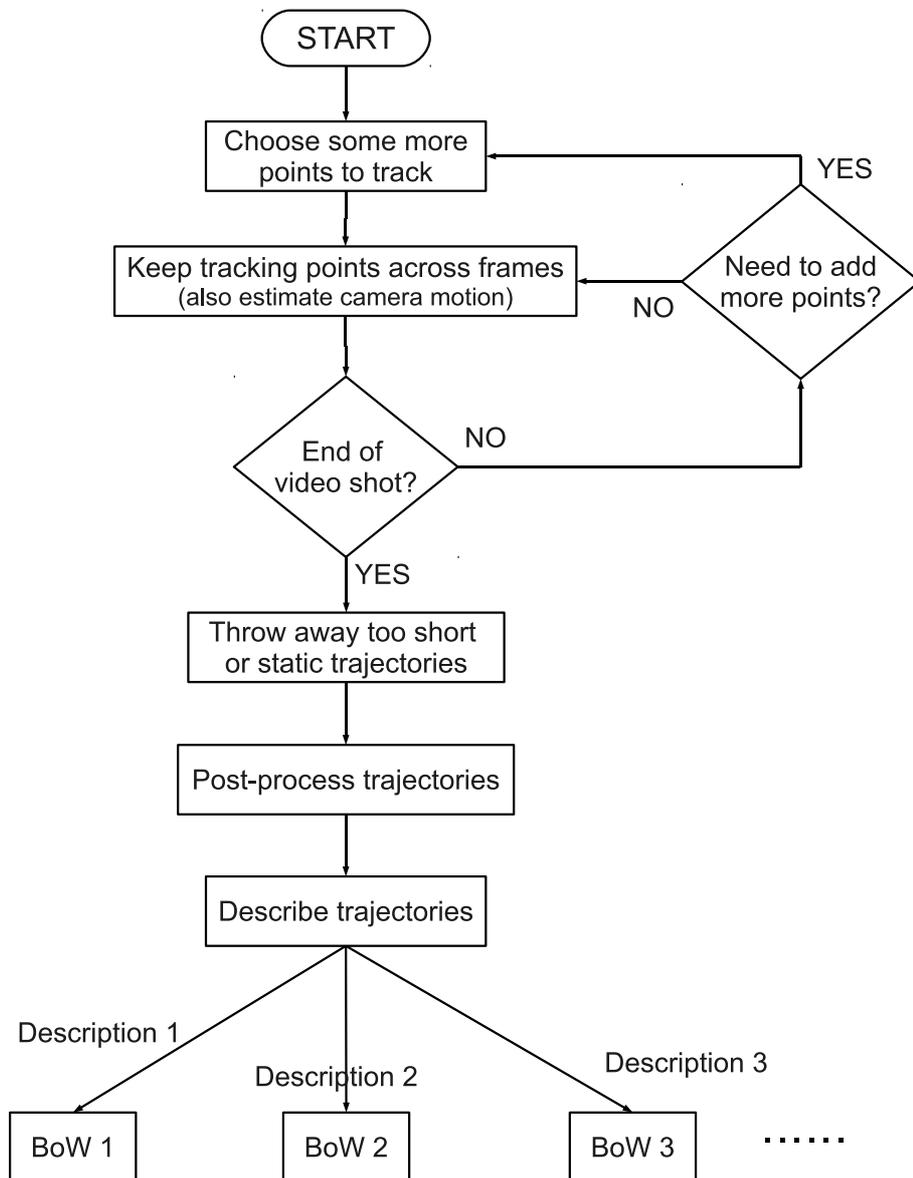 START
Choose some more
points to track
YES
Need to add
more points?
Keep tracking points across frames
(also estimate camera motion)
NO
End of
video shot?
NO
YES
Throw away too short
or static trajectories
Post-process trajectories
Describe trajectories
Description 1
Description 2
Description 3
BoW 1
BoW 2
BoW 3
......